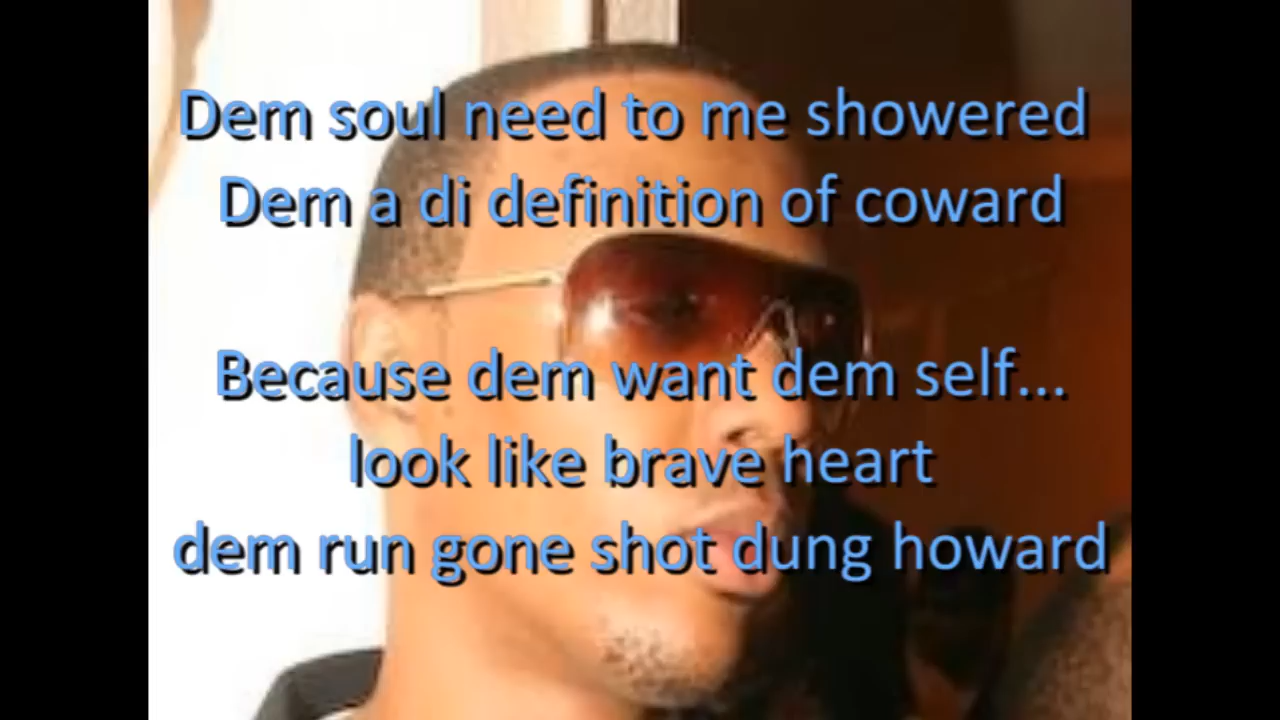 Dem soul need to me showered
Dem a di definition of coward
Because dem want dem self...
look like brave heart
dem run gone shot dung howard